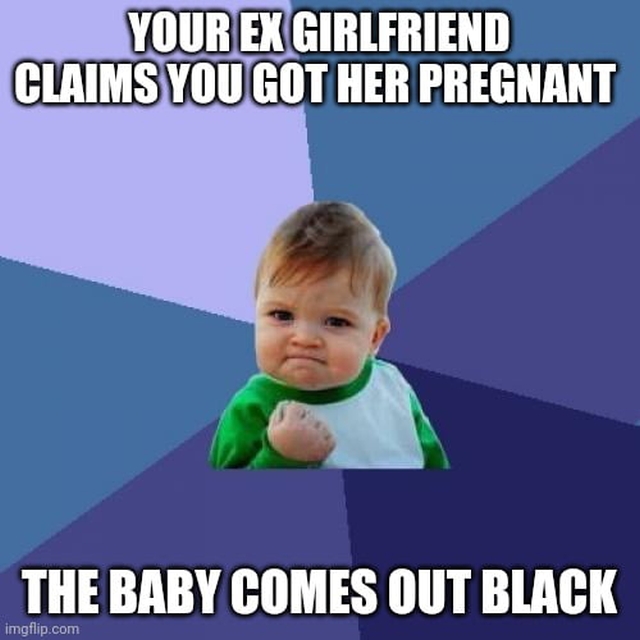 YOUR EX GIRLFRIEND
CLAIMS YOU GOT HER PREGNANT
THE BABY COMES OUT BLACK
imgflip.com